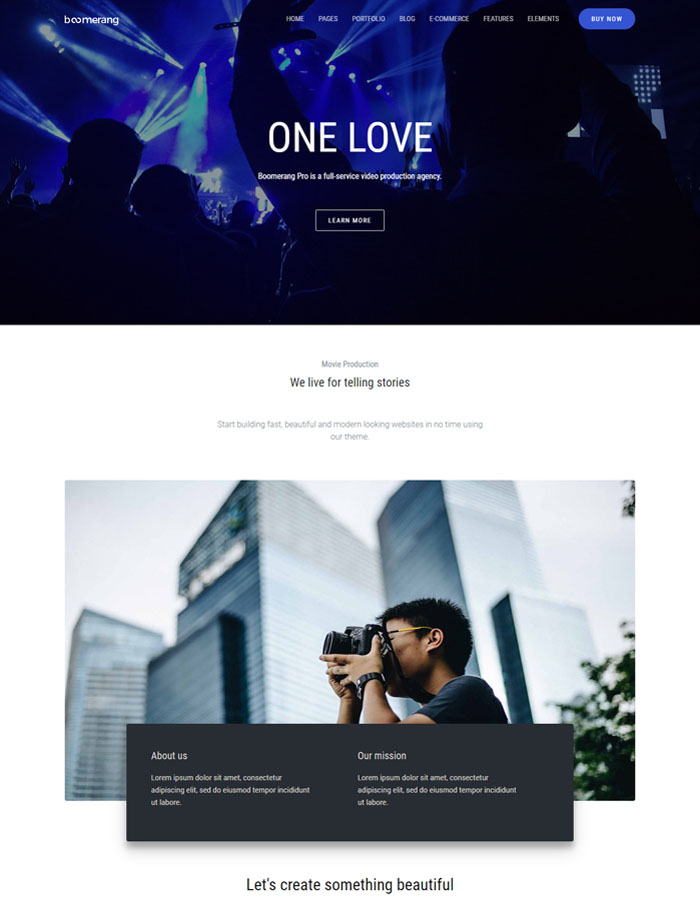 boomerang
HOME PAGES PORTFOLIO BLOG E-COMMERCE FEATURES ELEMENTS BUY NOW
ONE LOVE
Boomerang Pro is a full-service video production agency.
LEARN MORE
Movie Production
We live for telling stories
Start building fast, beautiful and modern looking websites in no time using
our theme.
About us
Lorem ipsum dolor sit amet, consectetur
adipiscing elit, sed do eiusmod tempor incididunt
ut labore.
Our mission
Lorem ipsum dolor sit amet, consectetur
adipiscing elit, sed do eiusmod tempor incididunt
ut labore.
Let's create something beautiful